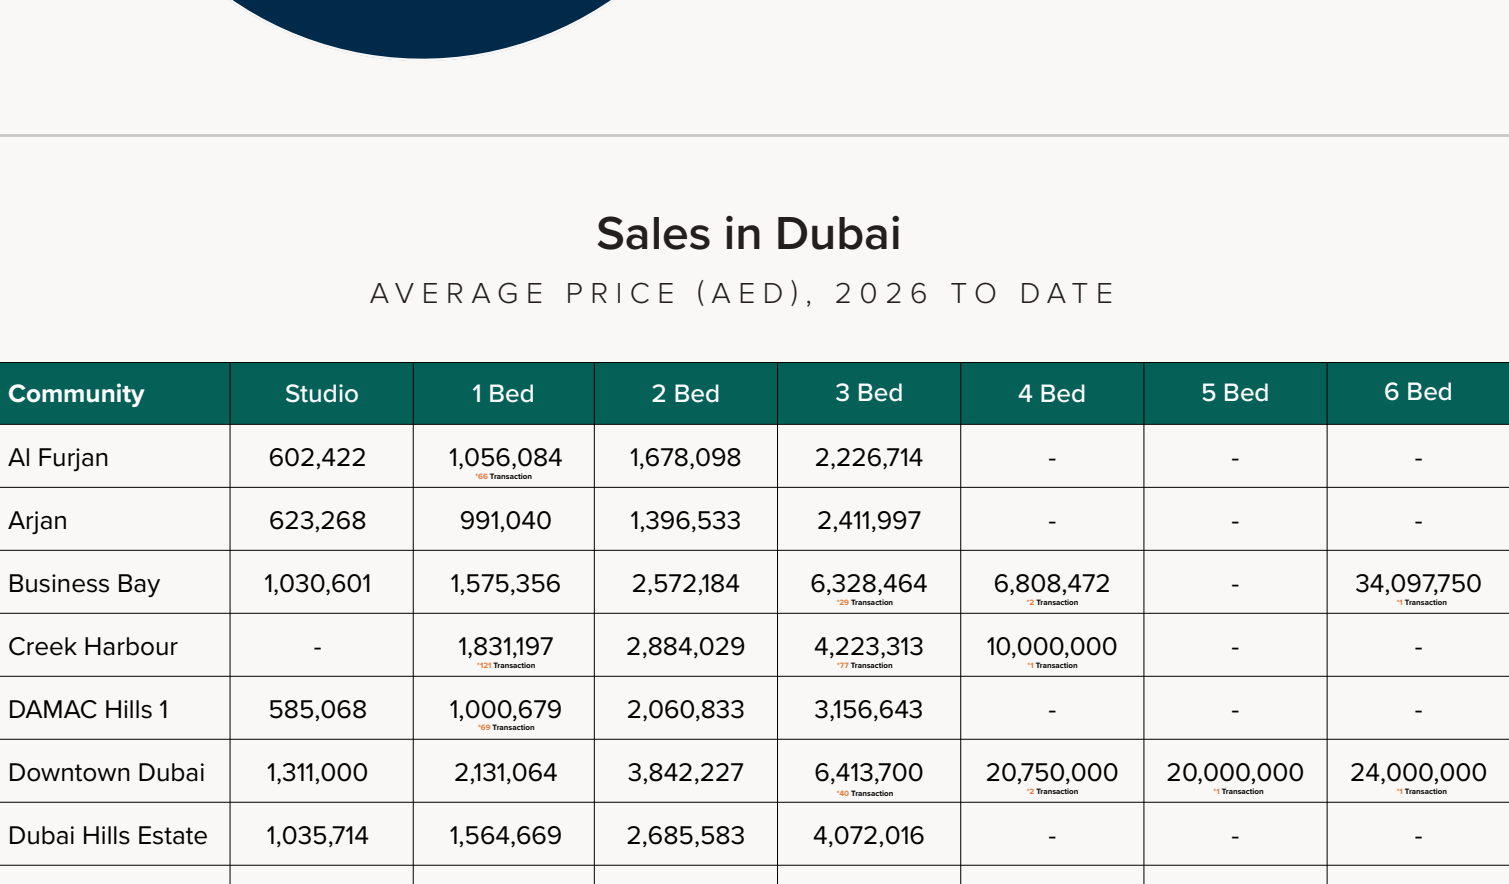 Sales in Dubai
AVERAGE PRICE (AED), 2026 TO DATE
Community Studio 1 Bed 2 Bed 3 Bed 4 Bed 5 Bed 6 Bed
Al Furjan 602,422 1,056,084 1,678,098 2,226,714 - - -
*66 Transaction
Arjan 623,268 991,040 1,396,533 2,411,997 - - -
Business Bay 1,030,601 1,575,356 2,572,184 6,328,464 6,808,472 - 34,097,750
*29 Transaction *2 Transaction *1 Transaction
Creek Harbour - 1,831,197 2,884,029 4,223,313 10,000,000 - -
*121 Transaction *77 Transaction *1 Transaction
DAMAC Hills 1 585,068 1,000,679 2,060,833 3,156,643 - - -
*69 Transaction
Downtown Dubai 1,311,000 2,131,064 3,842,227 6,413,700 20,750,000 20,000,000 24,000,000
*40 Transaction *2 Transaction *1 Transaction *1 Transaction
Dubai Hills Estate 1,035,714 1,564,669 2,685,583 4,072,016 - - -